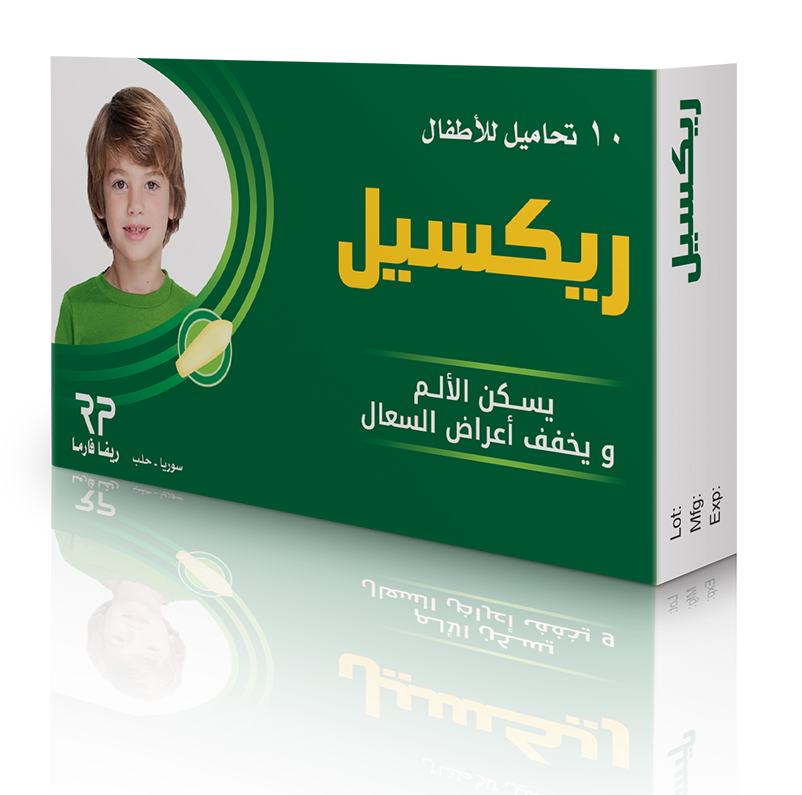 ١٠ تحاميل للأطفال
ريكسيل
يسكن الألم
و يخفف أعراض السعال
RP
ريفا فارما
سوريا - حلب
ريكسيل
Lot:
Mfg:
Exp: